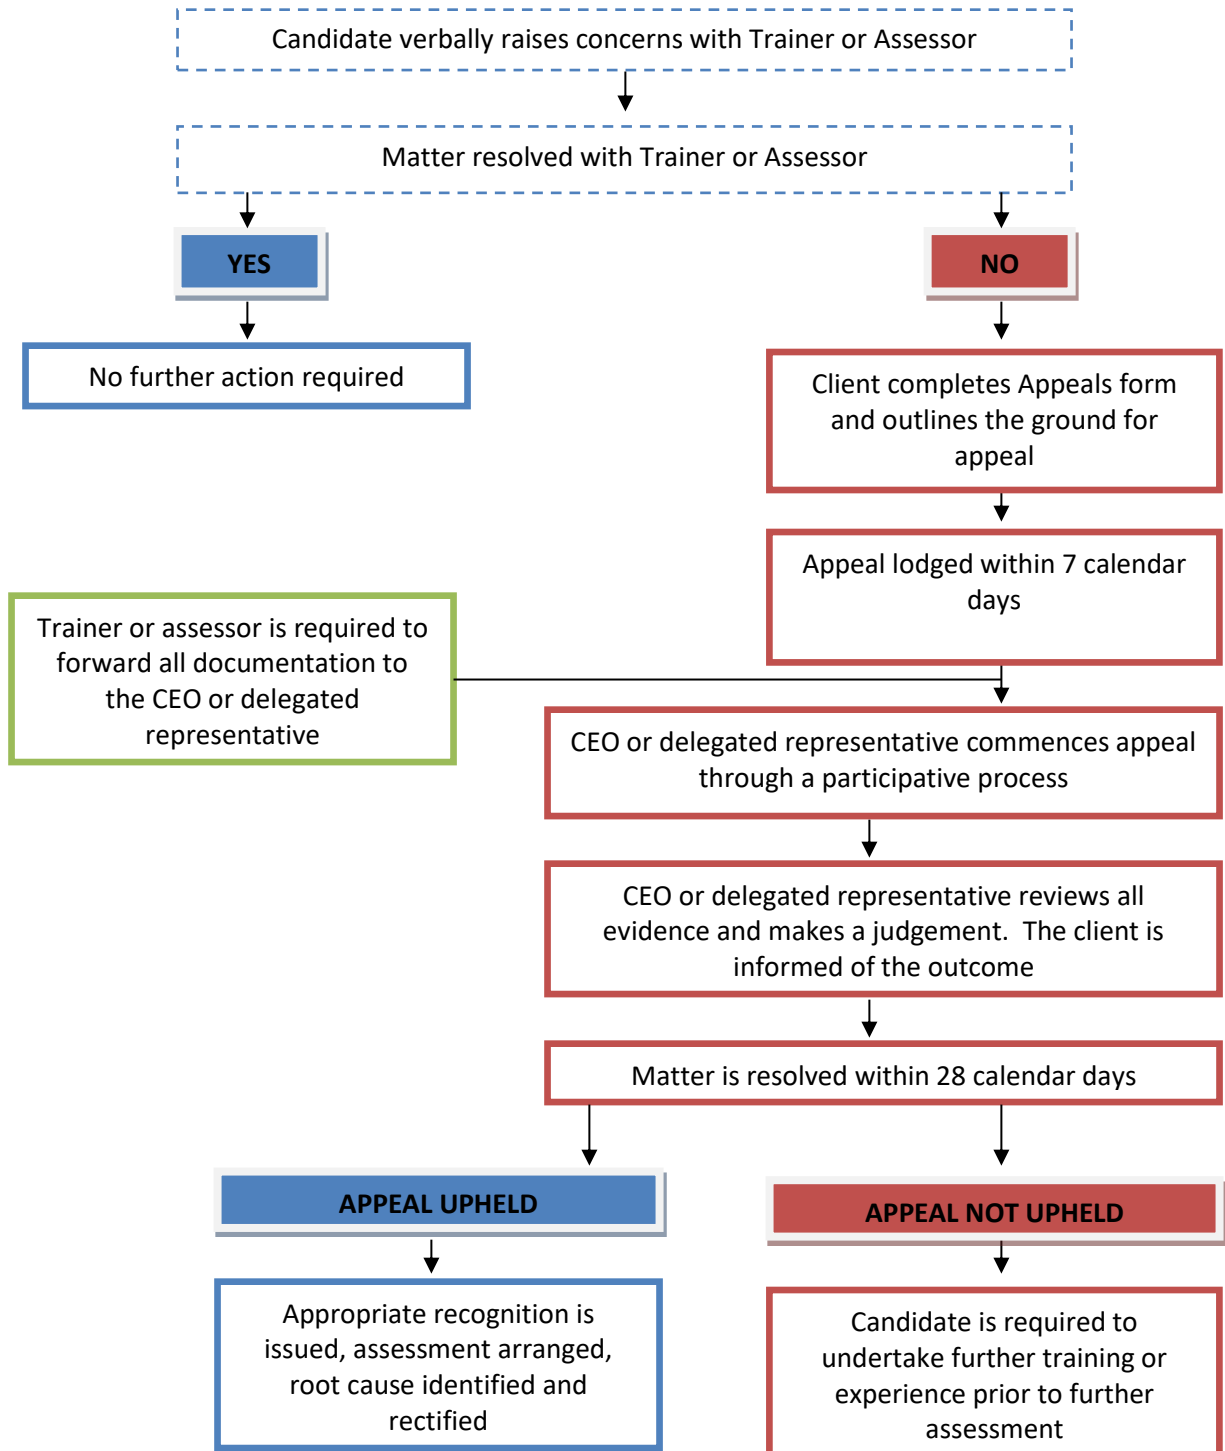 Candidate verbally raises concerns with Trainer or Assessor
Matter resolved with Trainer or Assessor
YES
NO
No further action required
Client completes Appeals form
and outlines the ground for
appeal
Appeal lodged within 7 calendar
days
Trainer or assessor is required to
forward all documentation to
the CEO or delegated
representative
CEO or delegated representative commences appeal
through a participative process
CEO or delegated representative reviews all
evidence and makes a judgement.  The client is
informed of the outcome
Matter is resolved within 28 calendar days
APPEAL UPHELD
APPEAL NOT UPHELD
Appropriate recognition is
issued, assessment arranged,
root cause identified and
rectified
Candidate is required to
undertake further training or
experience prior to further
assessment